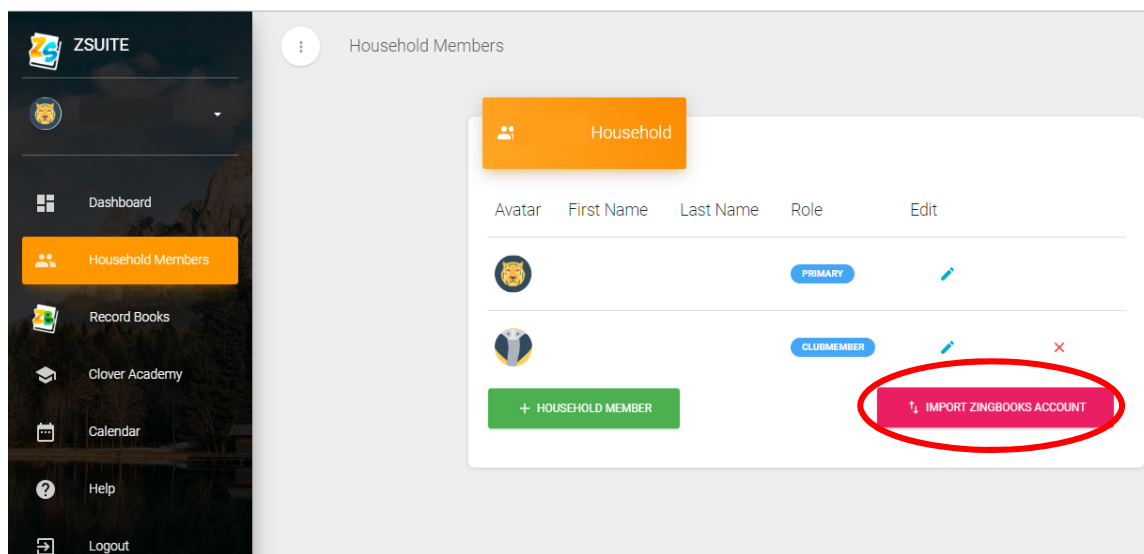 ZSUITE
Household Members
Household
Dashboard
Household Members
Record Books
Clover Academy
Calendar
Help
Logout
Avatar First Name Last Name Role Edit
PRIMARY
CLUBMEMBER
+ HOUSEHOLD MEMBER
IMPORT ZINGBOOKS ACCOUNT